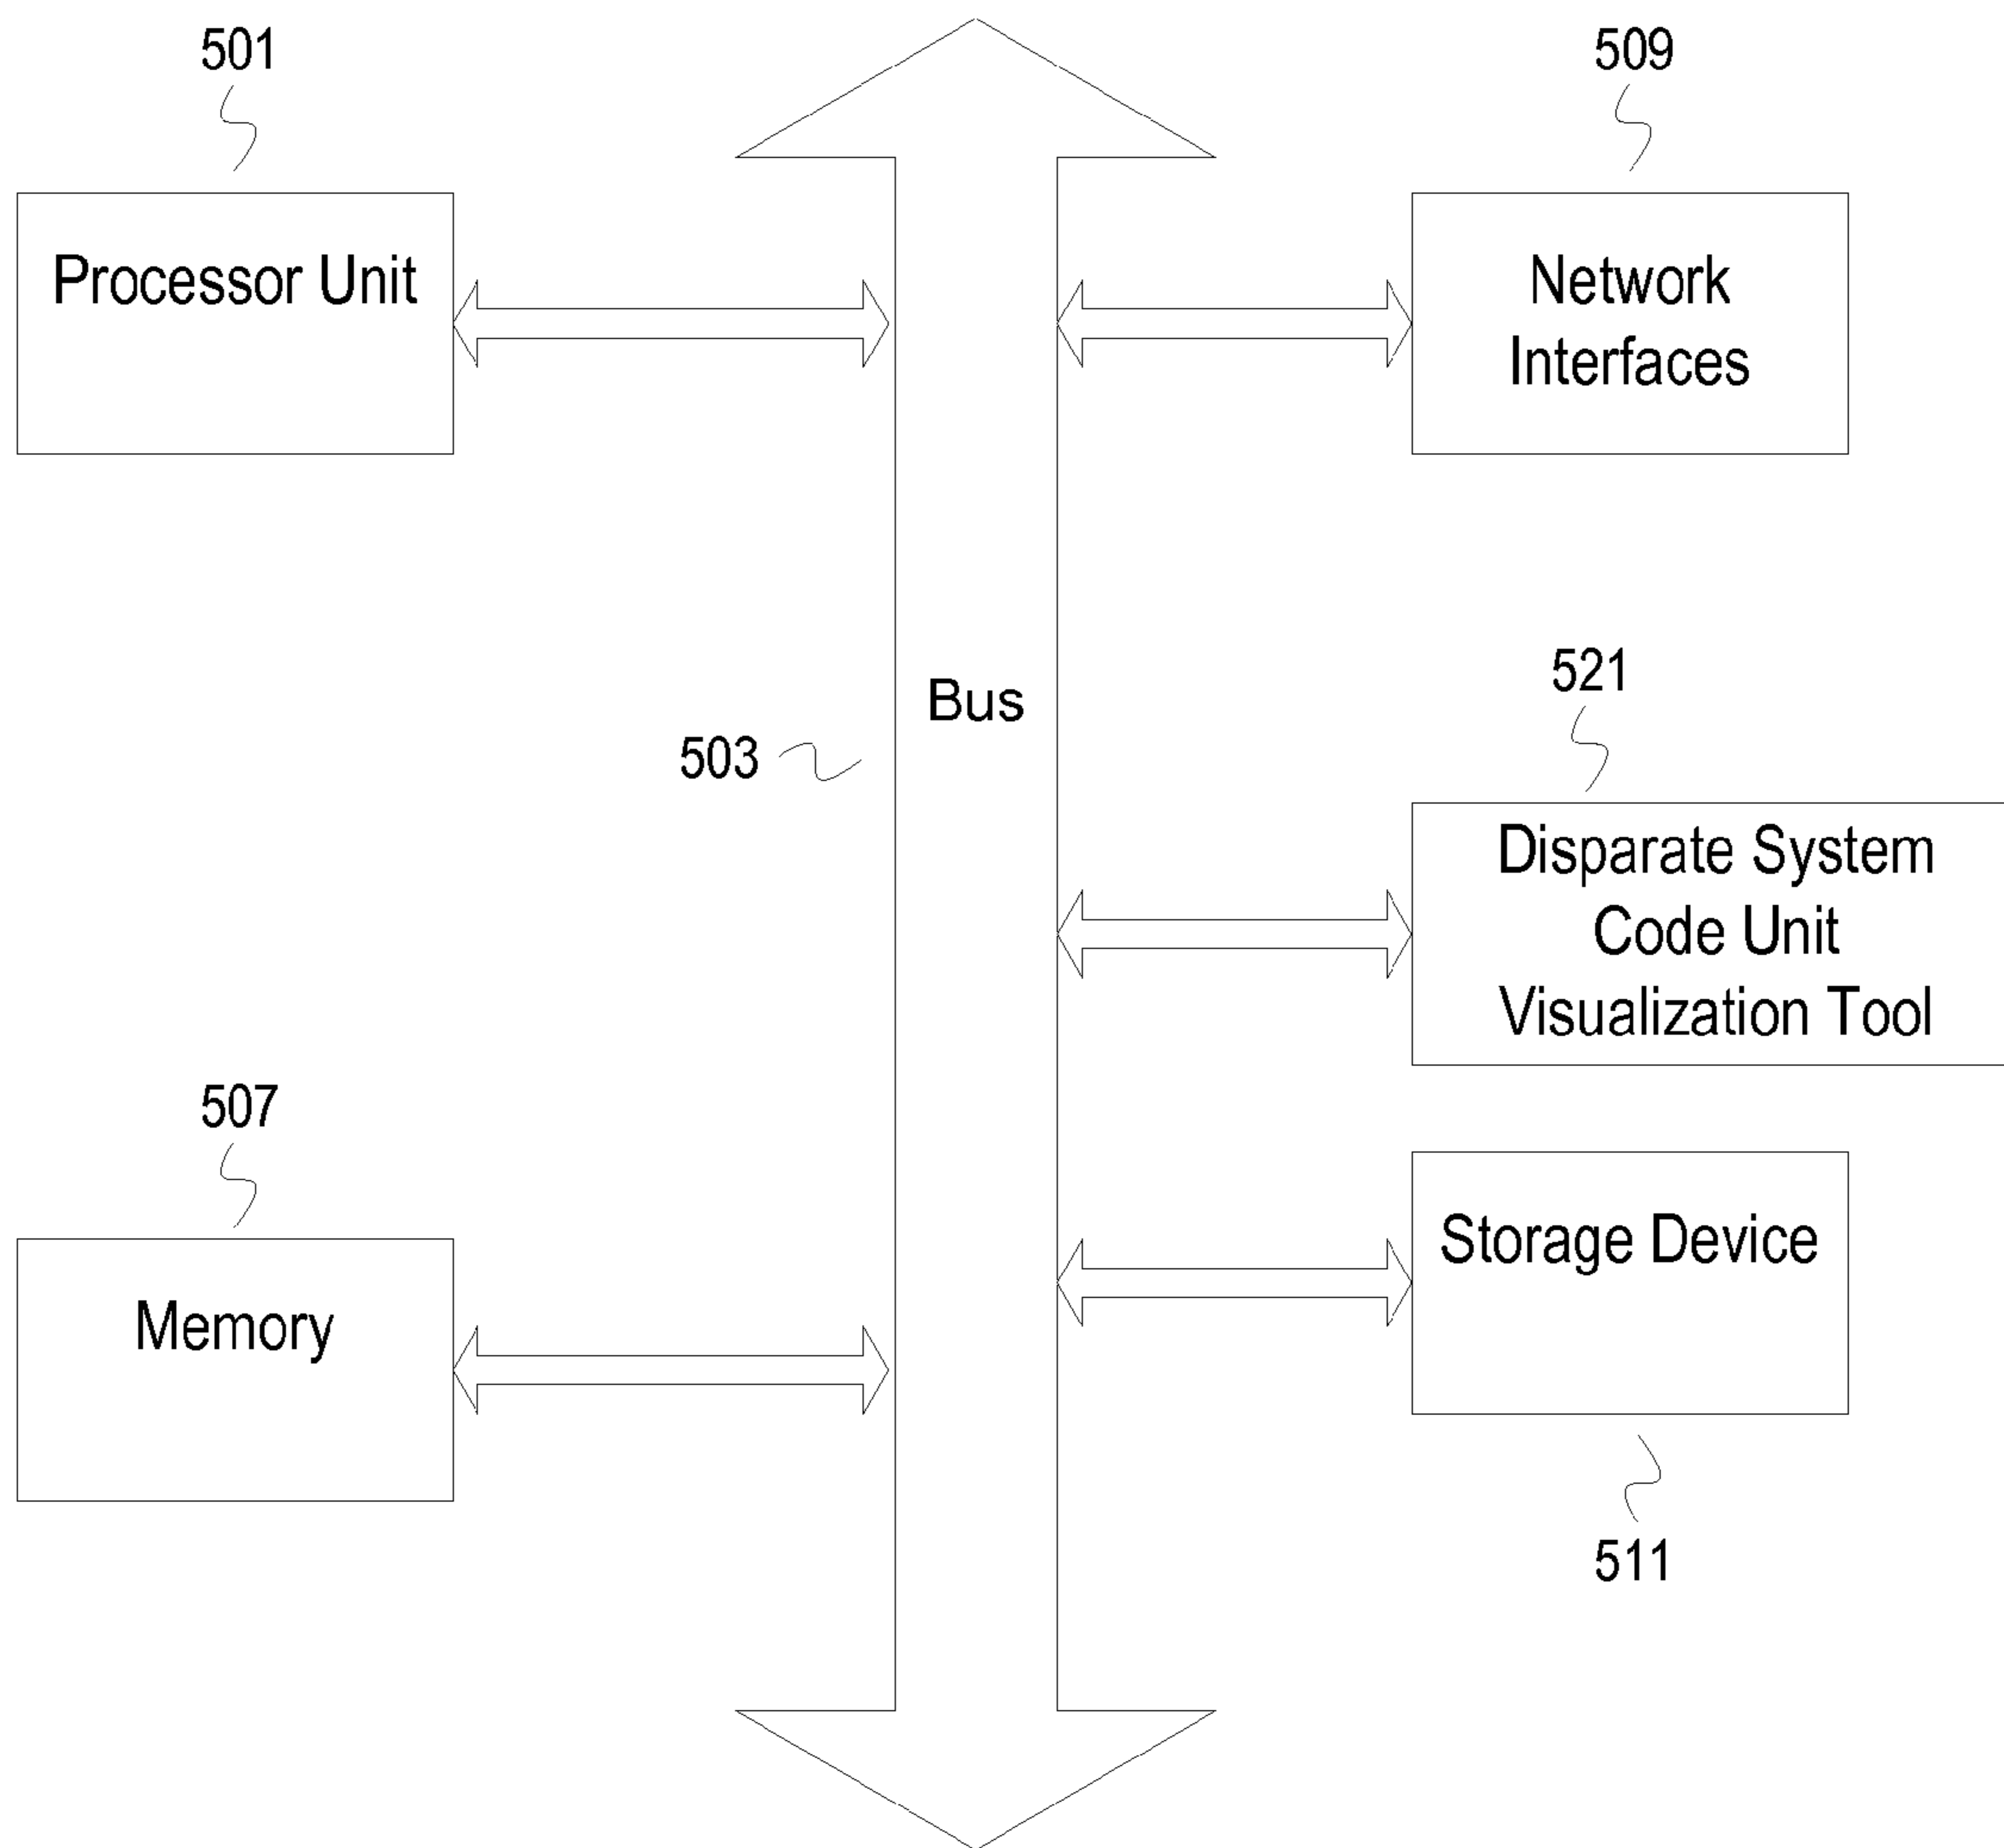 501
Processor Unit
509
Network
Interfaces
Bus
503
521
Disparate System
Code Unit
Visualization Tool
507
Memory
Storage Device
511